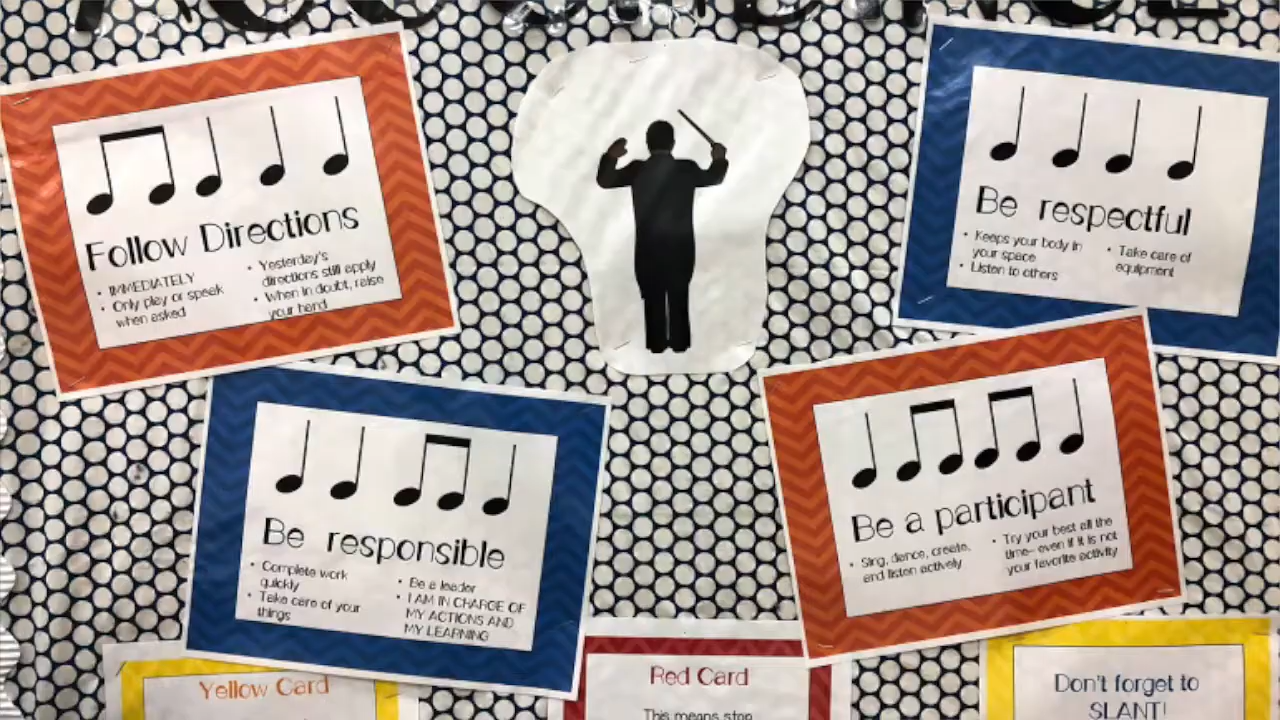 Follow Directions
• IMMEDIATELY
• Only play or speak
when asked
• Yesterday's
directions still apply
• When in doubt, raise
your hand
Be respectful
• Keeps your body in
your space
• Listen to others
• Take care of
equipment
Be responsible
• Complete work
quickly
• Take care of your
things
• Be a leader
• I AM IN CHARGE OF
MY ACTIONS AND
MY LEARNING
Be a participant
• Sing, dance, create,
and listen actively
• Try your best all the
time- even if it is not
your favorite activity
Yellow Card
Red Card
This means stop
Don't forget to
SLANT!